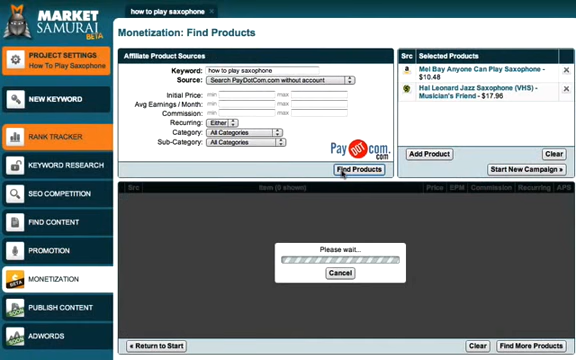 MARKET
SAMURAI
BETA
how to play saxophone
Monetization: Find Products
PROJECT SETTINGS
How To Play Saxophone
NEW KEYWORD
RANK TRACKER
KEYWORD RESEARCH
SEO COMPETITION
FIND CONTENT
PROMOTION
BETA
MONETIZATION
PUBLISH CONTENT
ADWORDS
Affiliate Product Sources
Keyword: how to play saxophone
Source: Search PayDotCom.com without account
Initial Price: min max
Avg Earnings / Month: min max
Commission: min max
Recurring: Either
Category: All Categories
Sub-Category: All Categories
Pay DOT com.
com
Find Products
Src Selected Products
Mel Bay Anyone Can Play Saxophone -
$10.48
Hal Leonard Jazz Saxophone (VHS) -
Musician's Friend - $17.96
Add Product Clear
Start New Campaign »
Src Item (0 shown) Price EPM Commission Recurring APS
Please wait...
Cancel
« Return to Start Clear Find More Products